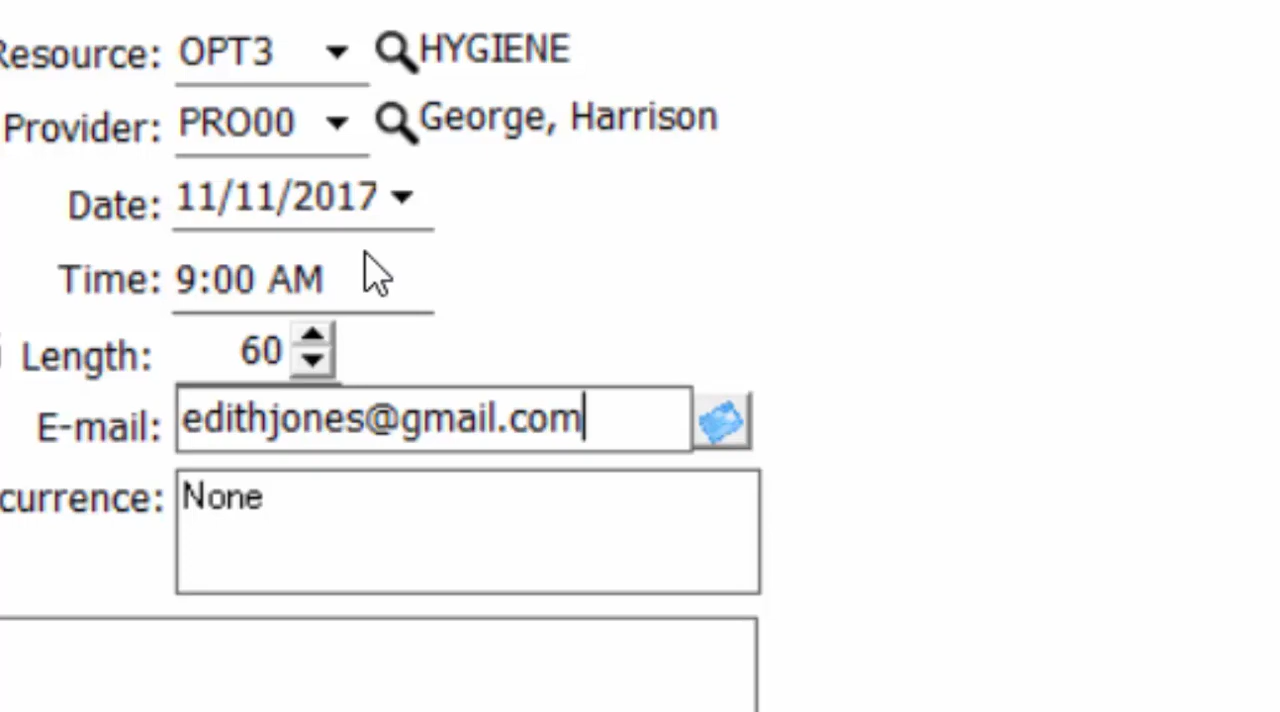 Resource: OPT3 HYGIENE
Provider: PRO00 George, Harrison
Date: 11/11/2017
Time: 9:00 AM
Length: 60
E-mail: edithjones@gmail.com
currence: None